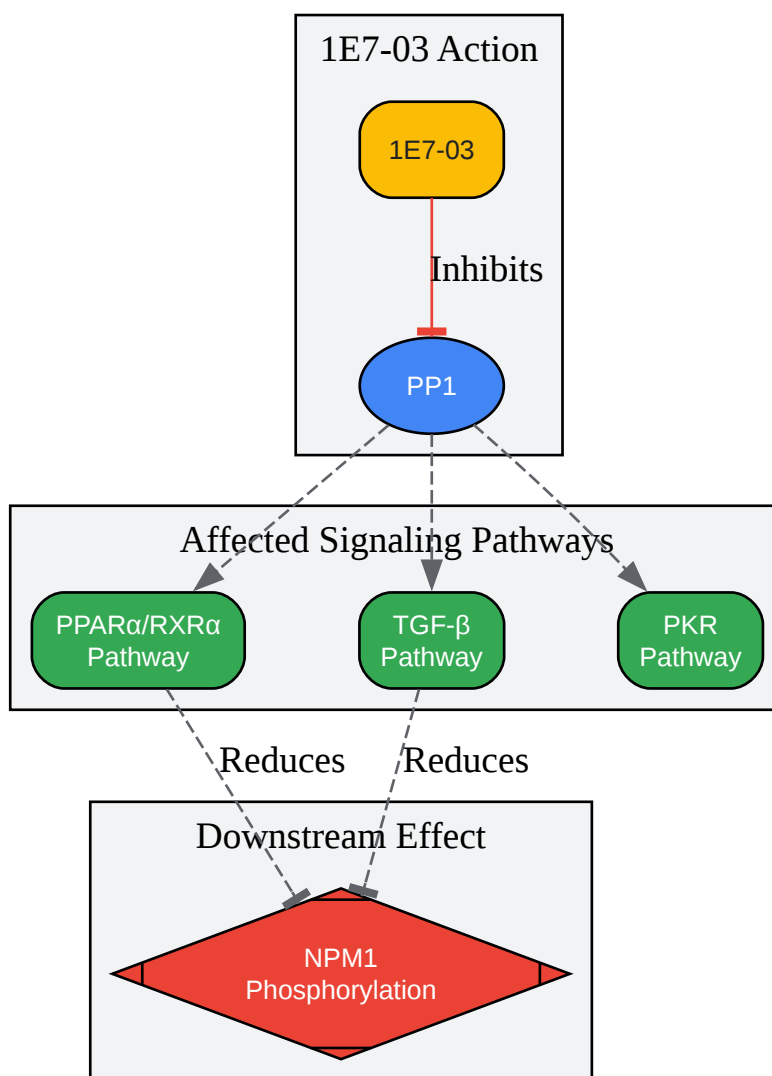 1E7-03 Action
1E7-03
Inhibits
PP1
Affected Signaling Pathways
PPARα/RXRα
Pathway
TGF-β
Pathway
PKR
Pathway
Reduces
Reduces
Downstream Effect
NPM1
Phosphorylation